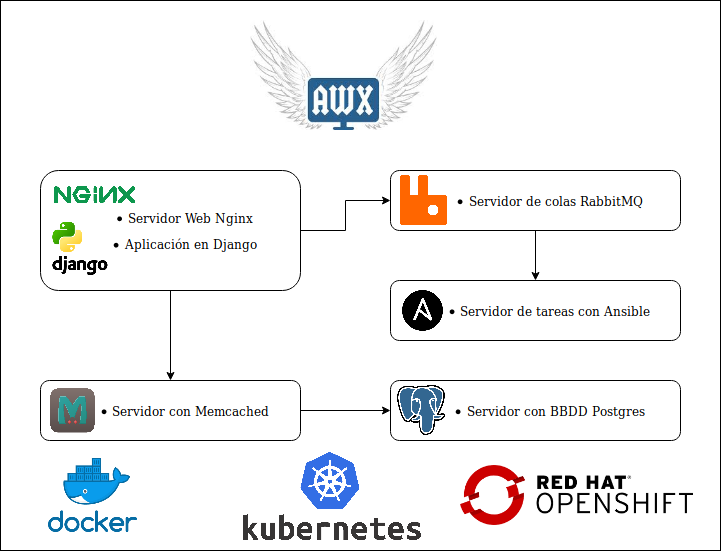 AWX
NGINX
• Servidor Web Nginx
• Aplicación en Django
django
• Servidor de colas RabbitMQ
• Servidor de tareas con Ansible
M
• Servidor con Memcached
• Servidor con BBDD Postgres
docker
kubernetes
RED HAT®
OPENSHIFT